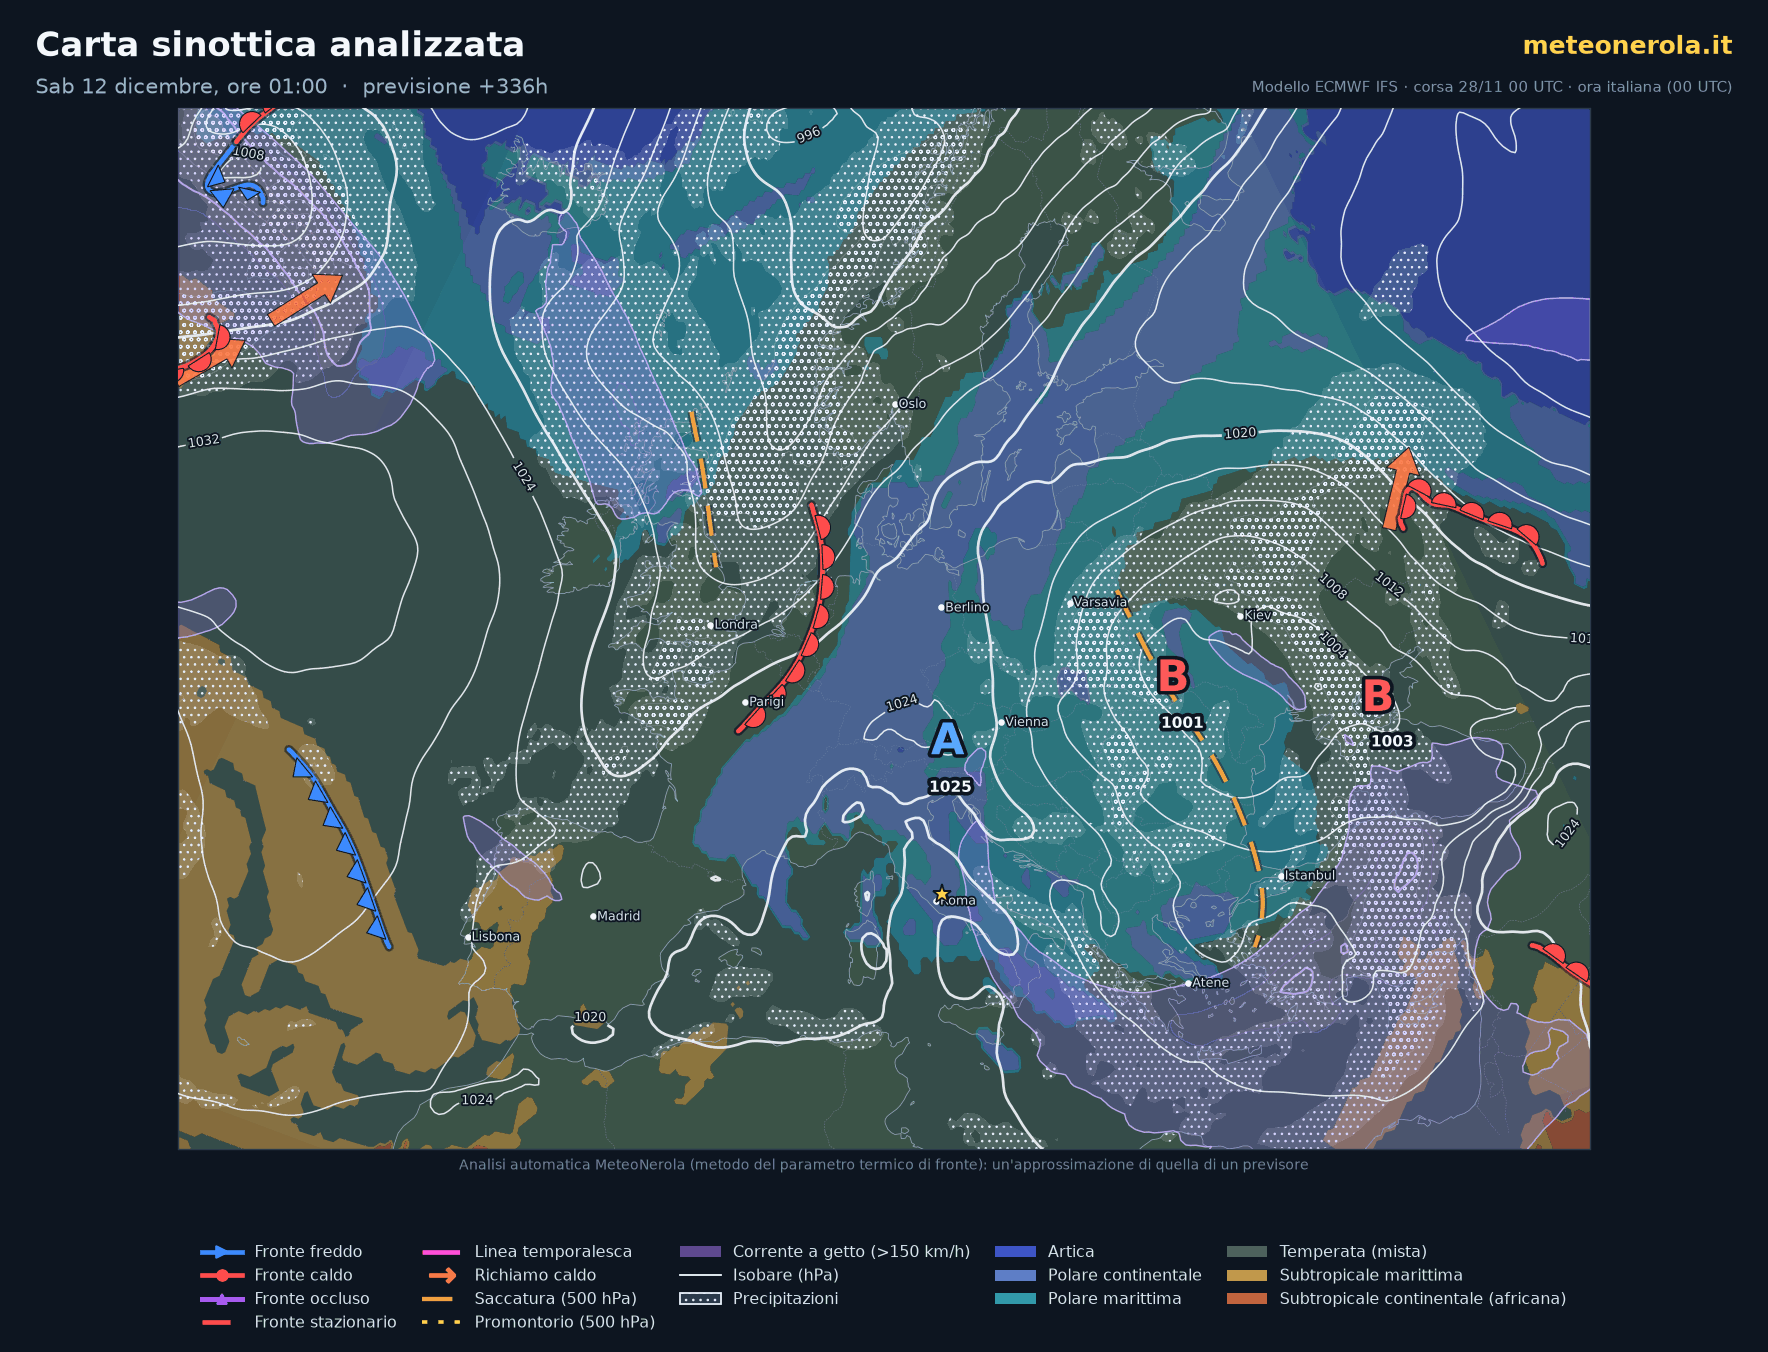 Carta sinottica analizzata
meteonerola.it
Sab 12 dicembre, ore 01:00 · previsione +336h
Modello ECMWF IFS · corsa 28/11 00 UTC · ora italiana (00 UTC)
996
1008
Oslo
1032
1020
1024
1008
1012
Berlino
Varsavia
Kiev
Londra
1004
101
B
B
Parigi
1024
Vienna
1001
A
1003
1025
1024
Istanbul
Roma
Madrid
Lisbona
Atene
1020
1024
Analisi automatica MeteoNerola (metodo del parametro termico di fronte): un'approssimazione di quella di un previsore
Fronte freddo
Fronte caldo
Fronte occluso
Fronte stazionario
Linea temporalesca
Richiamo caldo
Saccatura (500 hPa)
Promontorio (500 hPa)
Corrente a getto (>150 km/h)
Isobare (hPa)
Precipitazioni
Artica
Polare continentale
Polare marittima
Temperata (mista)
Subtropicale marittima
Subtropicale continentale (africana)